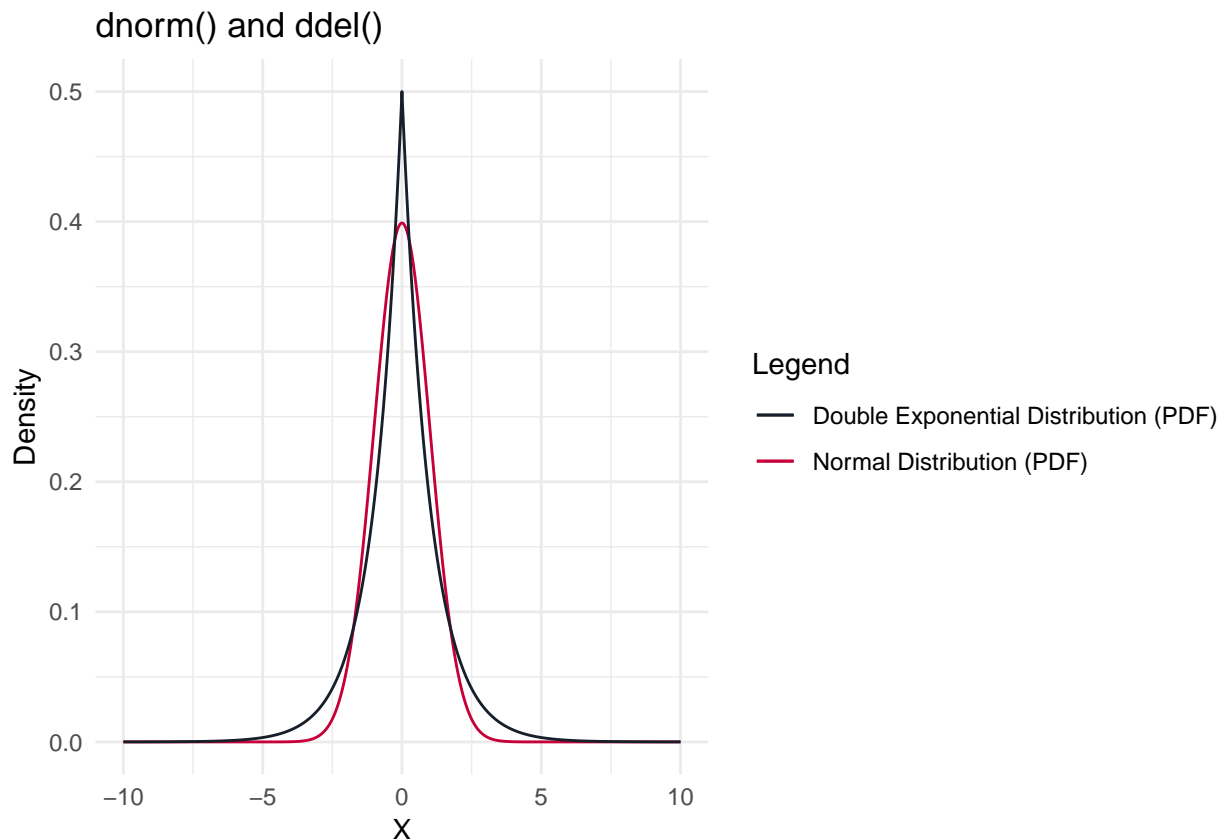 dnorm() and ddel()
0.5
0.4
0.3
0.2
0.1
0.0
Density
−10
−5
0
5
10
X
Legend
Double Exponential Distribution (PDF)
Normal Distribution (PDF)